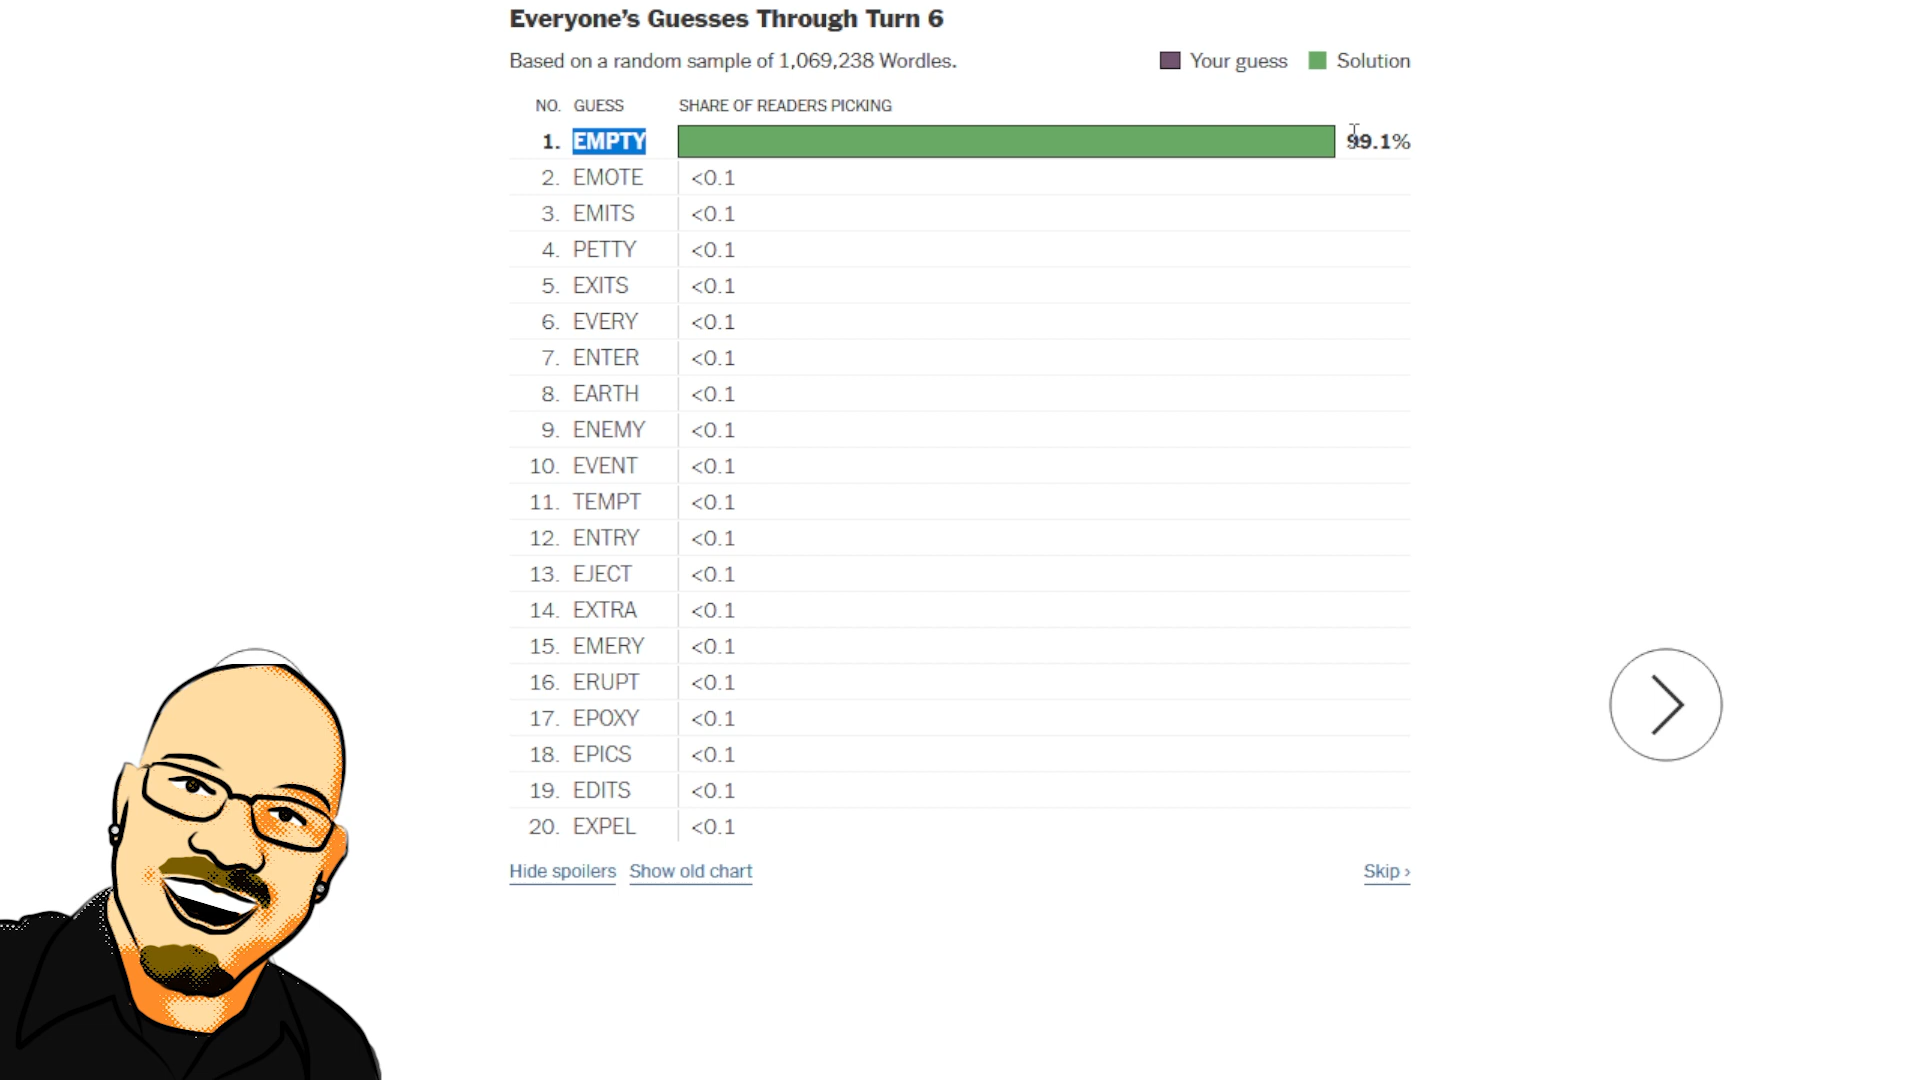 Everyone's Guesses Through Turn 6
Based on a random sample of 1,069,238 Wordles. Your guess Solution
NO. GUESS SHARE OF READERS PICKING
1. EMPTY 99.1%
2. EMOTE <0.1
3. EMITS <0.1
4. PETTY <0.1
5. EXITS <0.1
6. EVERY <0.1
7. ENTER <0.1
8. EARTH <0.1
9. ENEMY <0.1
10. EVENT <0.1
11. TEMPT <0.1
12. ENTRY <0.1
13. EJECT <0.1
14. EXTRA <0.1
15. EMERY <0.1
16. ERUPT <0.1
17. EPOXY <0.1
18. EPICS <0.1
19. EDITS <0.1
20. EXPEL <0.1
Hide spoilers Show old chart Skip ›